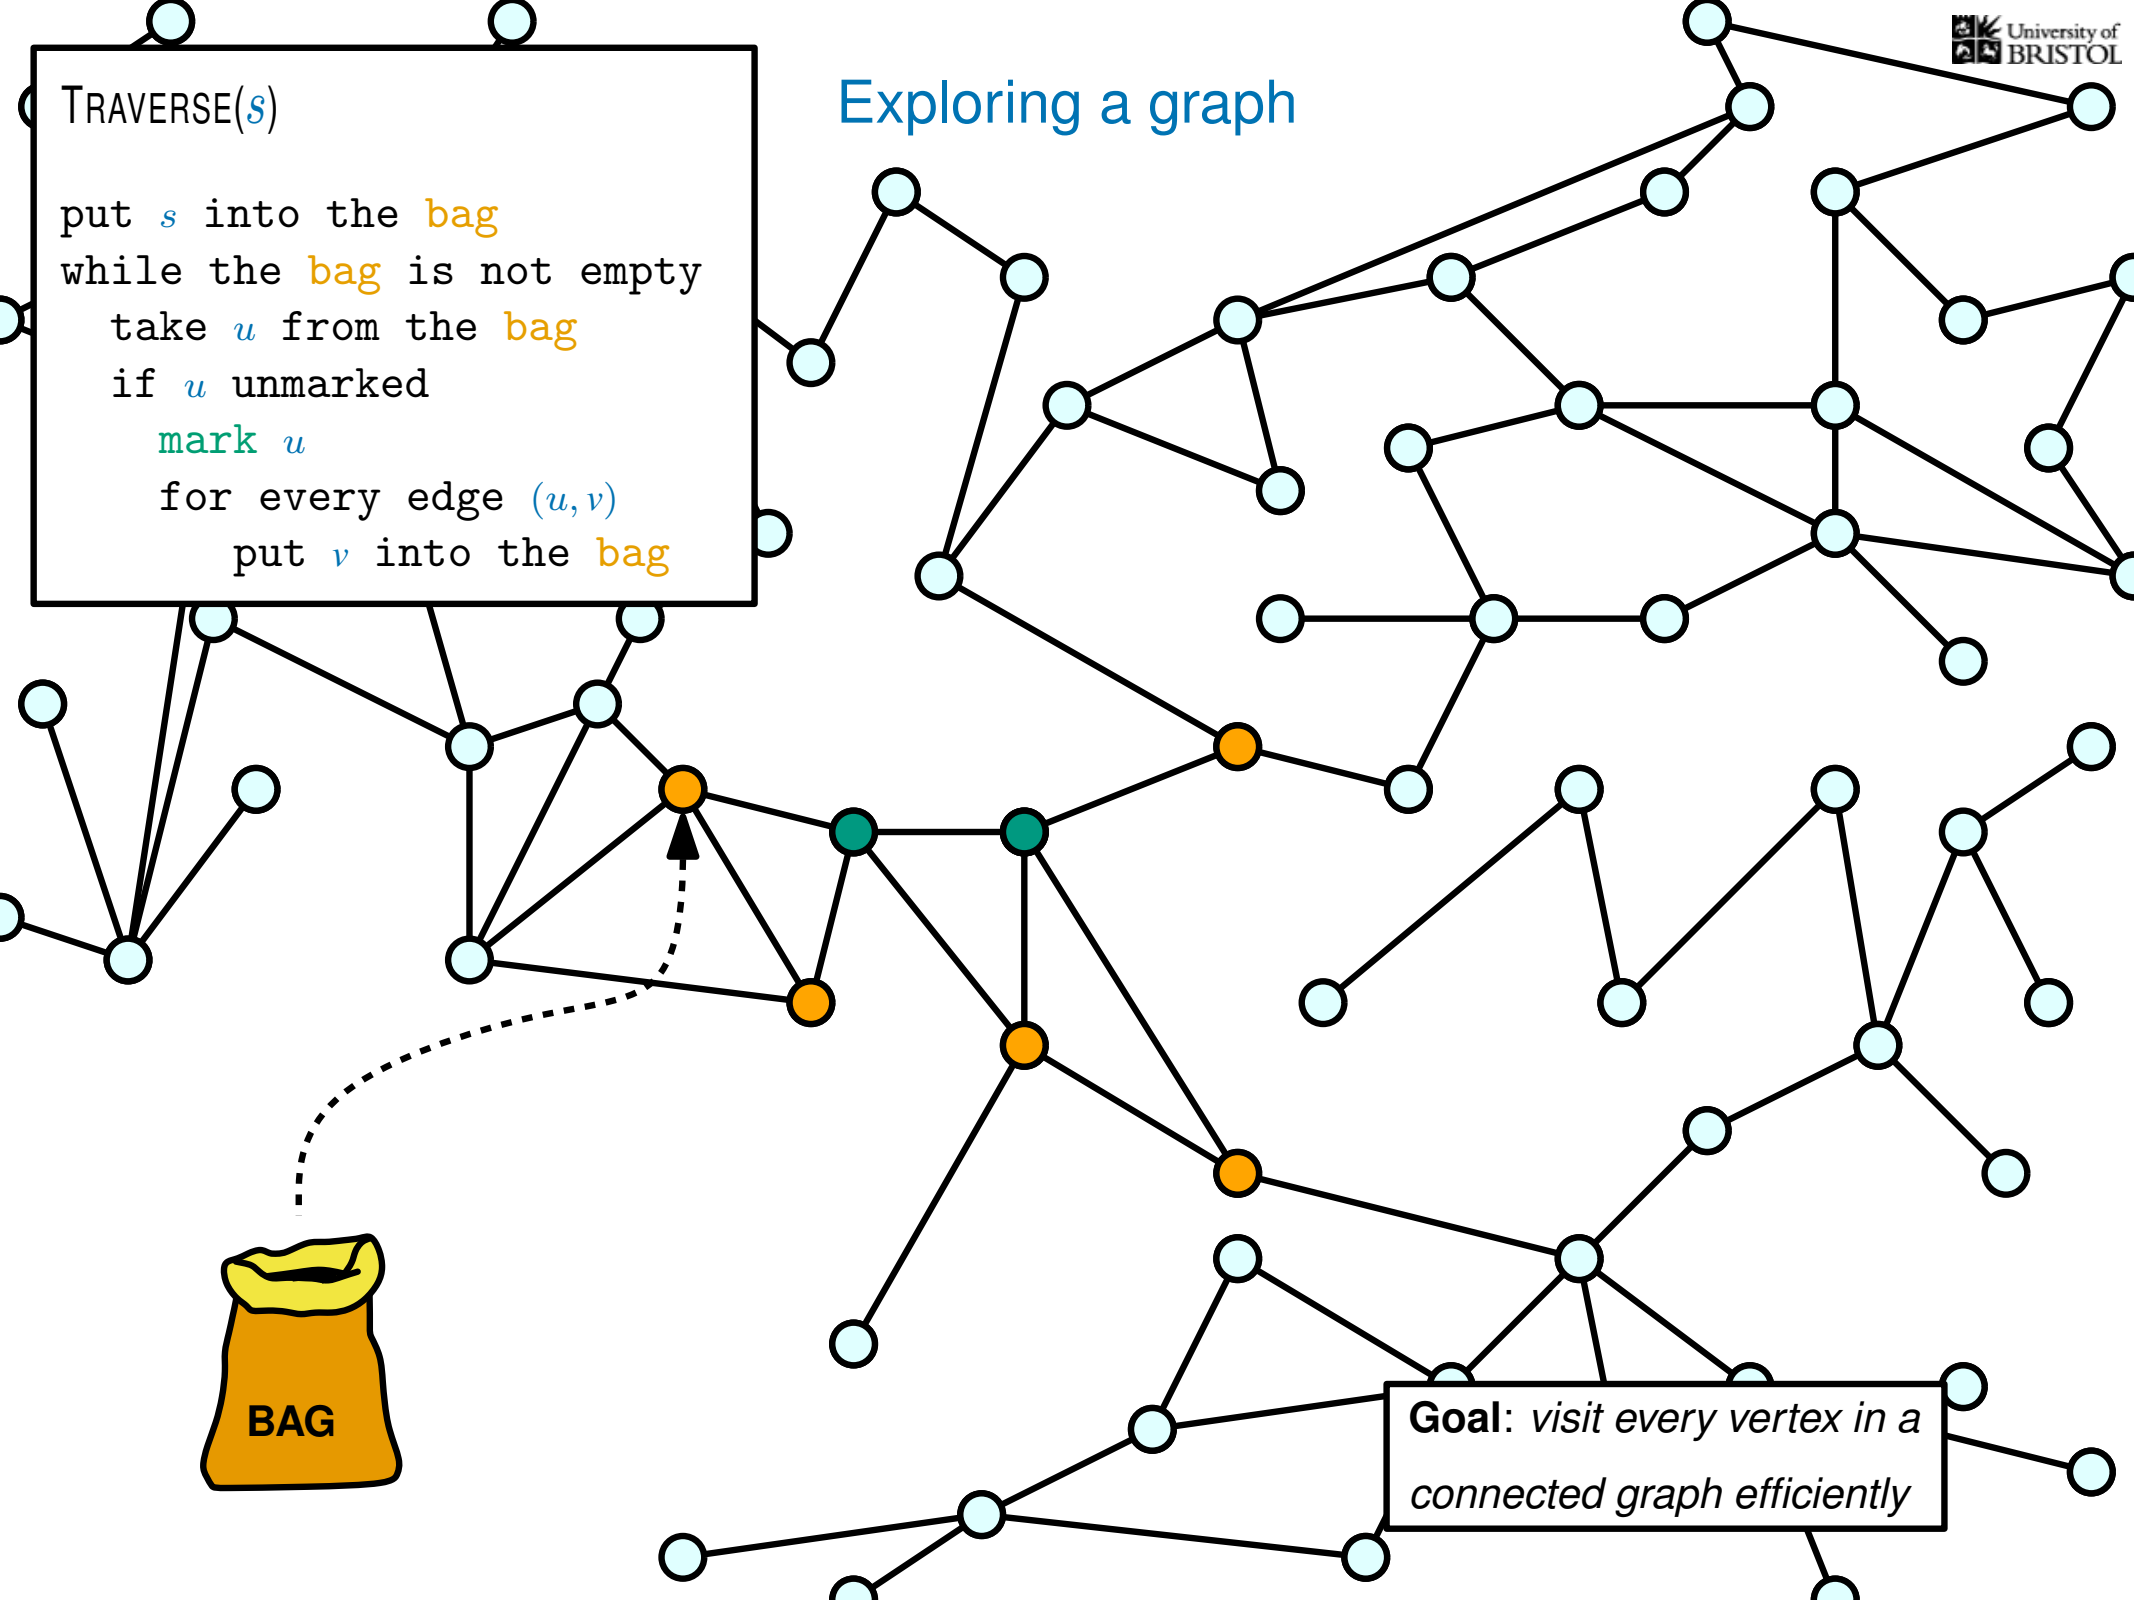 University of
BRISTOL
Exploring a graph
TRAVERSE(s)
put s into the bag
while the bag is not empty
take u from the bag
if u unmarked
mark u
for every edge (u, v)
put v into the bag
BAG
Goal: visit every vertex in a
connected graph efficiently